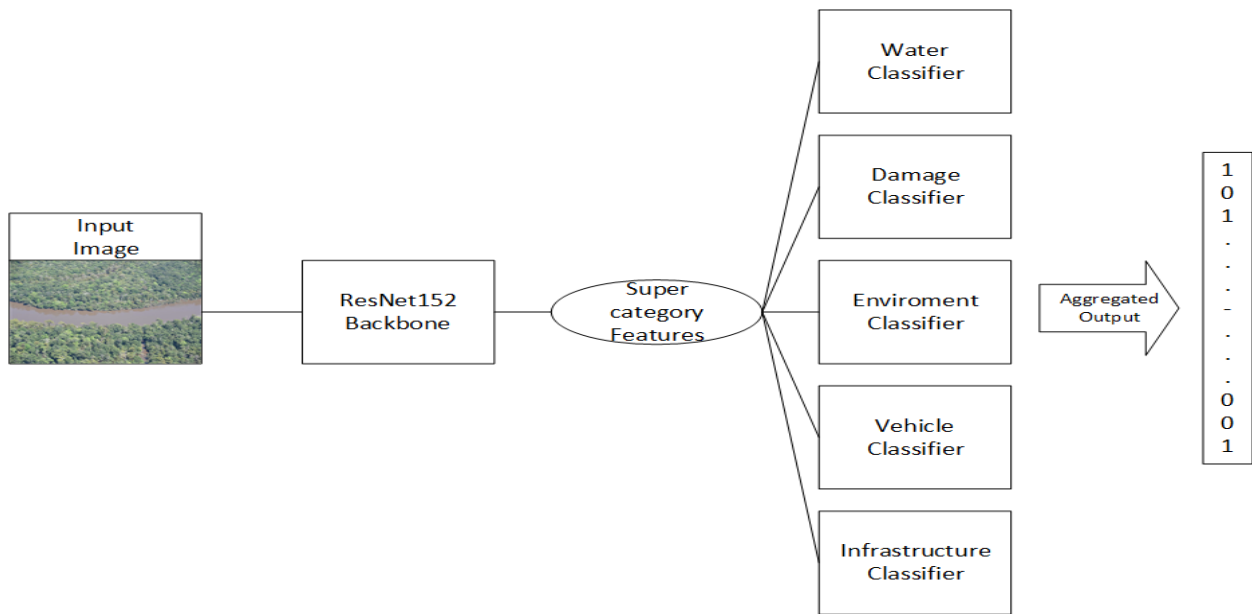 Input
Image
ResNet152
Backbone
Super
category
Features
Water
Classifier
Damage
Classifier
Enviroment
Classifier
Vehicle
Classifier
Infrastructure
Classifier
Aggregated
Output
1
0
1
.
.
.
-
.
.
.
0
0
1